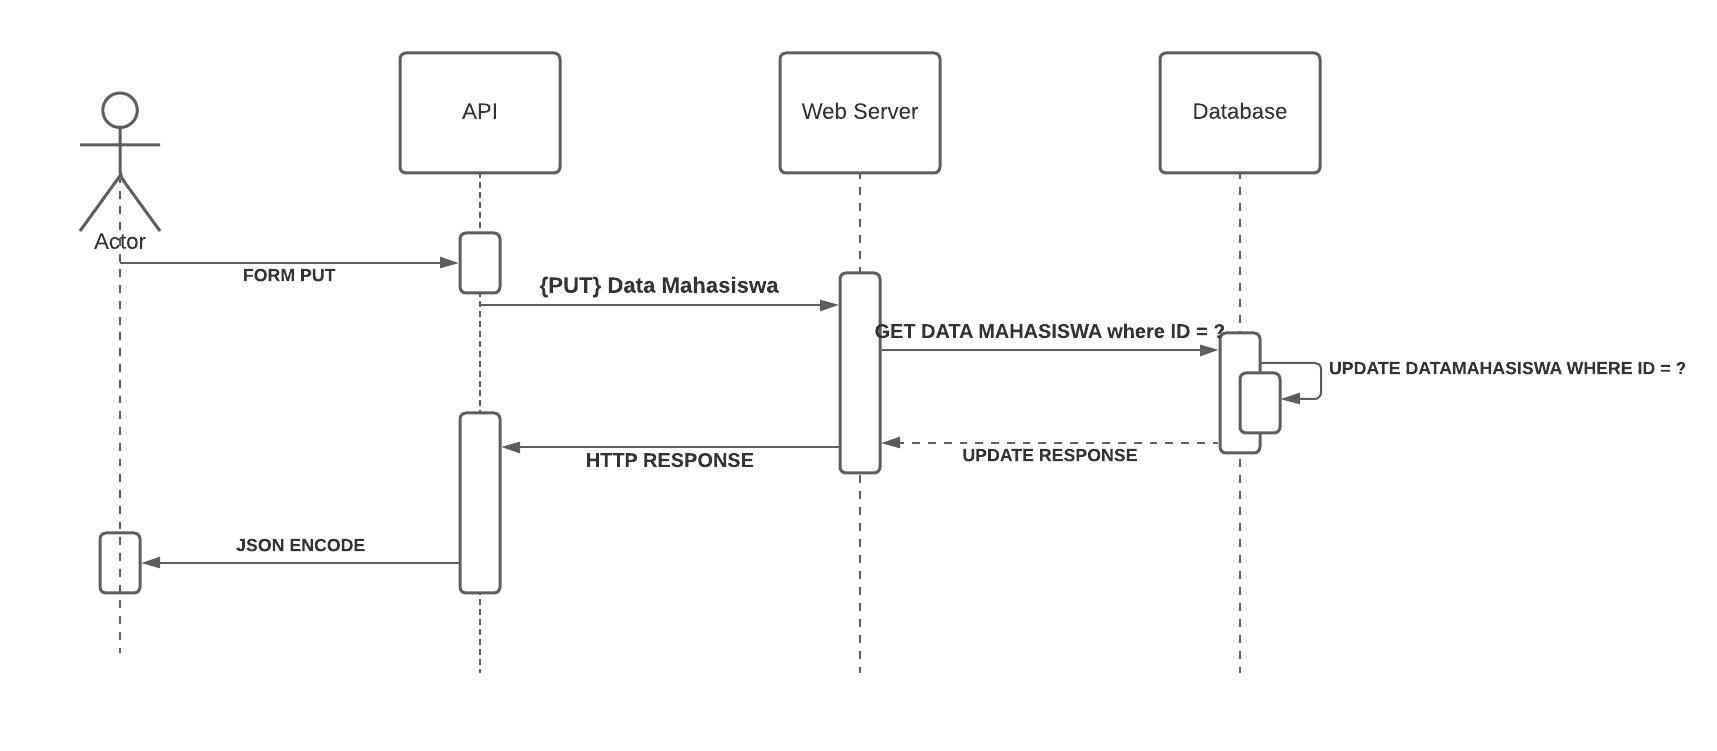 API
Web Server
Database
Actor
FORM PUT
{PUT} Data Mahasiswa
GET DATA MAHASISWA where ID = ?
UPDATE DATAMAHASISWA WHERE ID = ?
UPDATE RESPONSE
HTTP RESPONSE
JSON ENCODE